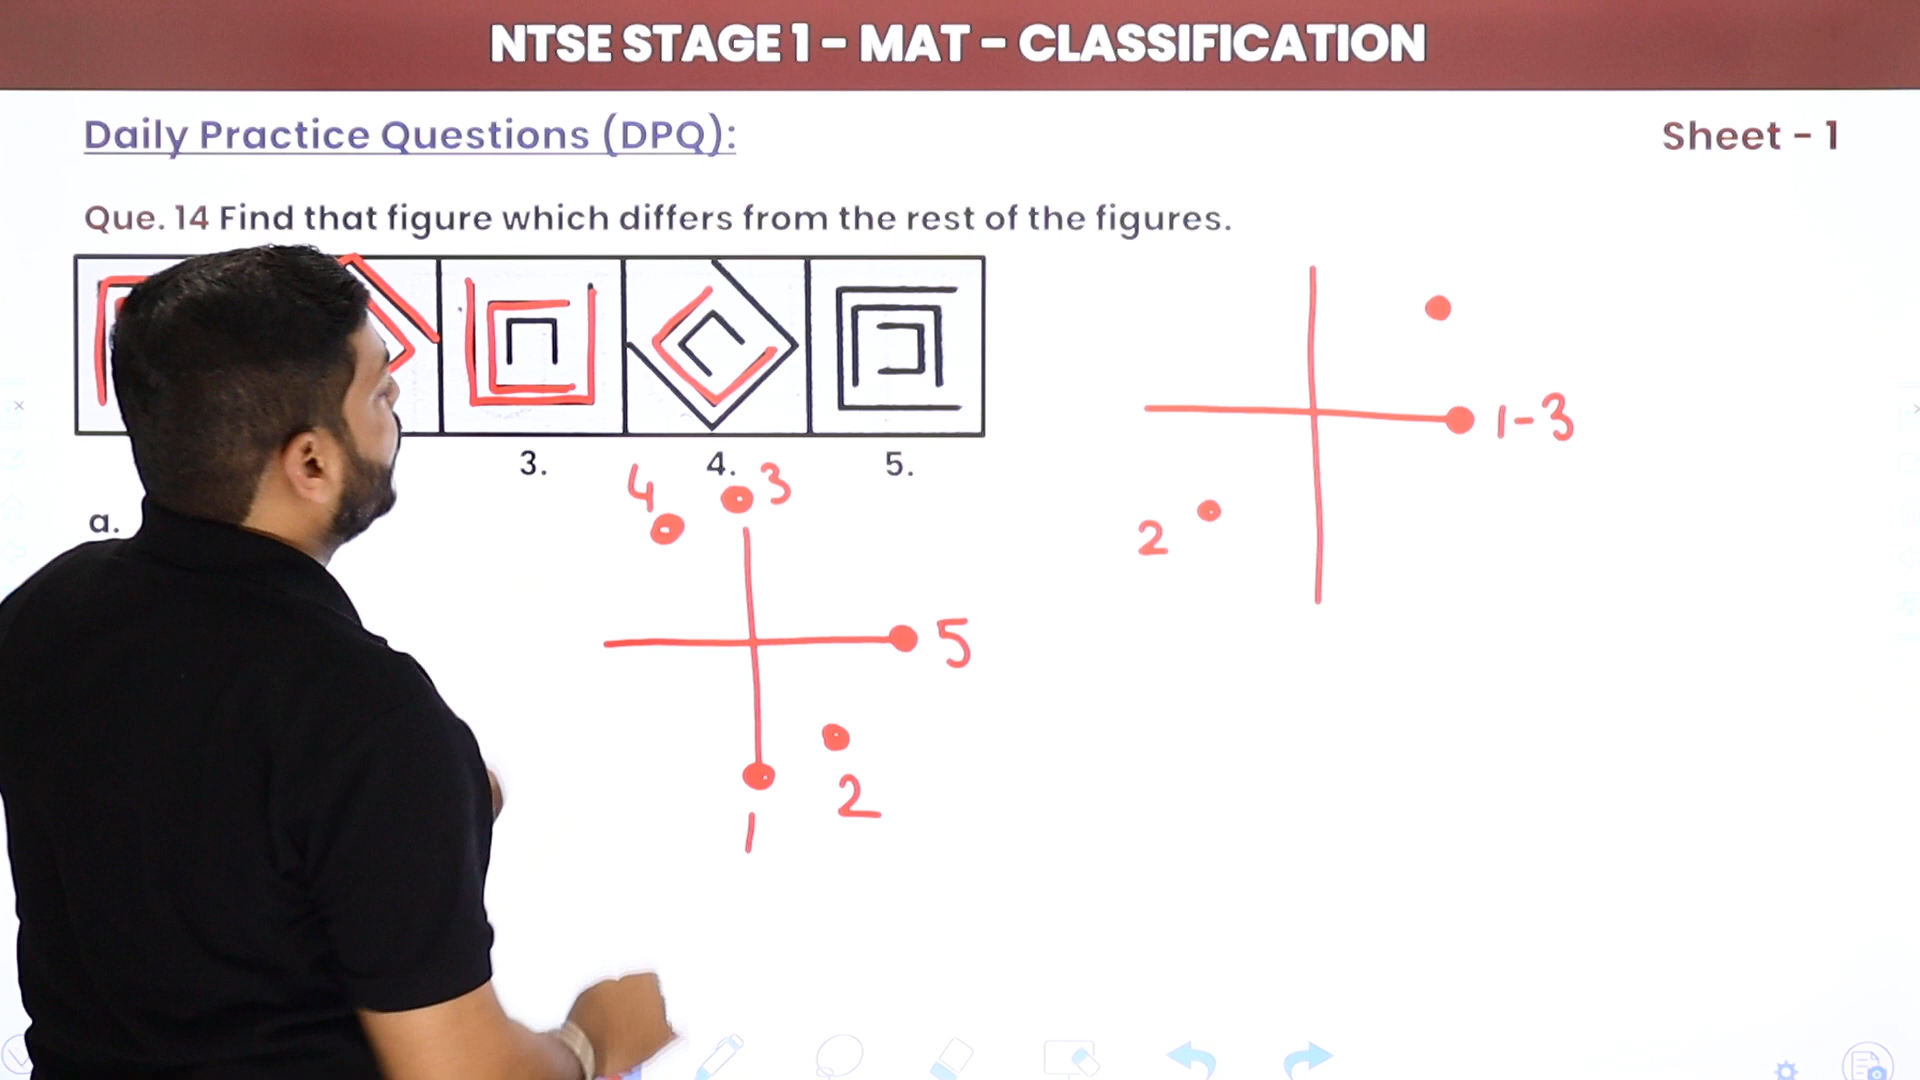 NTSE STAGE 1 - MAT - CLASSIFICATION
Daily Practice Questions (DPQ):
Sheet - 1
Que. 14 Find that figure which differs from the rest of the figures.
3.
4.
5.
a.
4
3
5
2
1
1-3
2